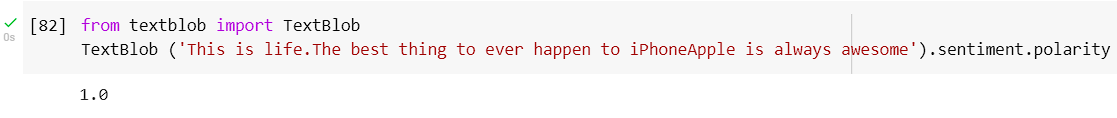 [82] from textblob import TextBlob
0s TextBlob ('This is life.The best thing to ever happen to iPhoneApple is always awesome').sentiment.polarity
1.0